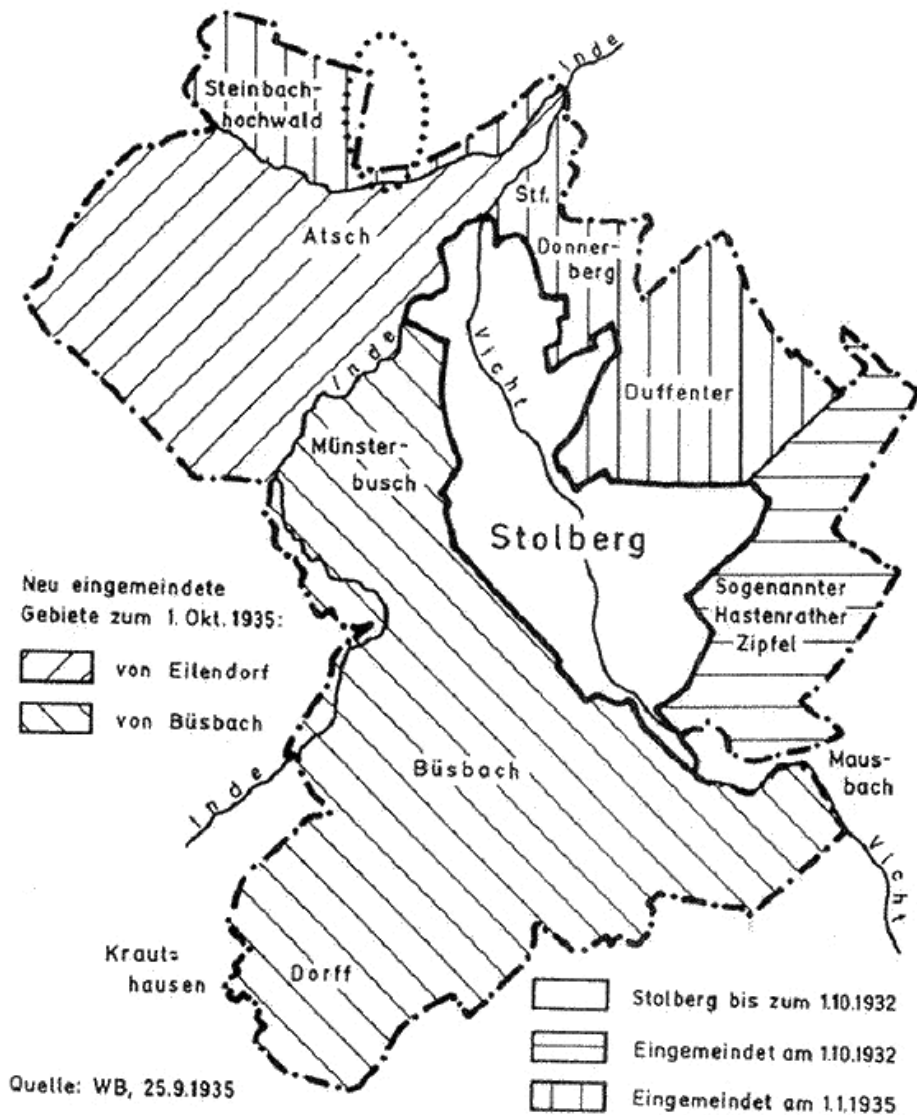 Inde
Steinbach-
hochwald
Stf.
Atsch
Donner-
berg
Inde
Vicht
Duffenter
Münster-
busch
Stolberg
Neu eingemeindete
Gebiete zum 1. Okt. 1935:
von Eilendorf
von Büsbach
Sogenannter
Hastenrather
Zipfel
Büsbach
Maus-
bach
Inde
Vicht
Kraut-
hausen
Dorff
Stolberg bis zum 1.10.1932
Eingemeindet am 1.10.1932
Eingemeindet am 1.1.1935
Quelle: WB, 25.9.1935